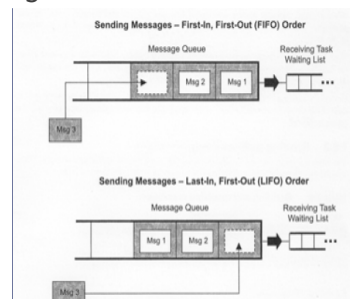 Sending Messages – First-In, First-Out (FIFO) Order
Message Queue
Receiving Task
Waiting List
Msg 2
Msg 1
Msg 3
Sending Messages – Last-In, First-Out (LIFO) Order
Message Queue
Receiving Task
Waiting List
Msg 1
Msg 2
Msg 3